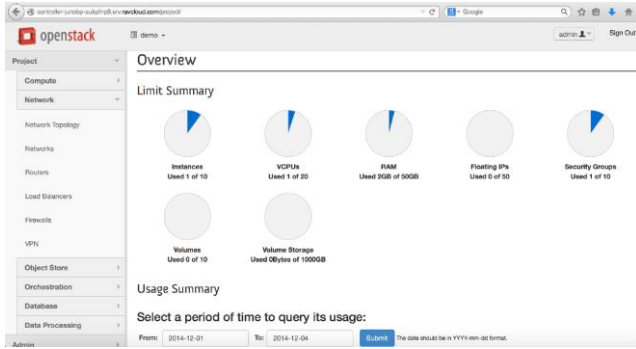 Google
openstack
demo
admin
Sign Out
Project
Compute
Network
Network Topology
Networks
Routers
Load Balancers
Firewalls
VPN
Object Store
Orchestration
Database
Data Processing
Admin
Overview
Limit Summary
Instances
Used 1 of 10
VCPUs
Used 1 of 20
RAM
Used 2GB of 50GB
Floating IPs
Used 0 of 50
Security Groups
Used 1 of 10
Volumes
Used 0 of 10
Volume Storage
Used 0Bytes of 1000GB
Usage Summary
Select a period of time to query its usage:
From: 2014-12-01 To: 2014-12-04 Submit The date should be in YYYY-mm-dd format.